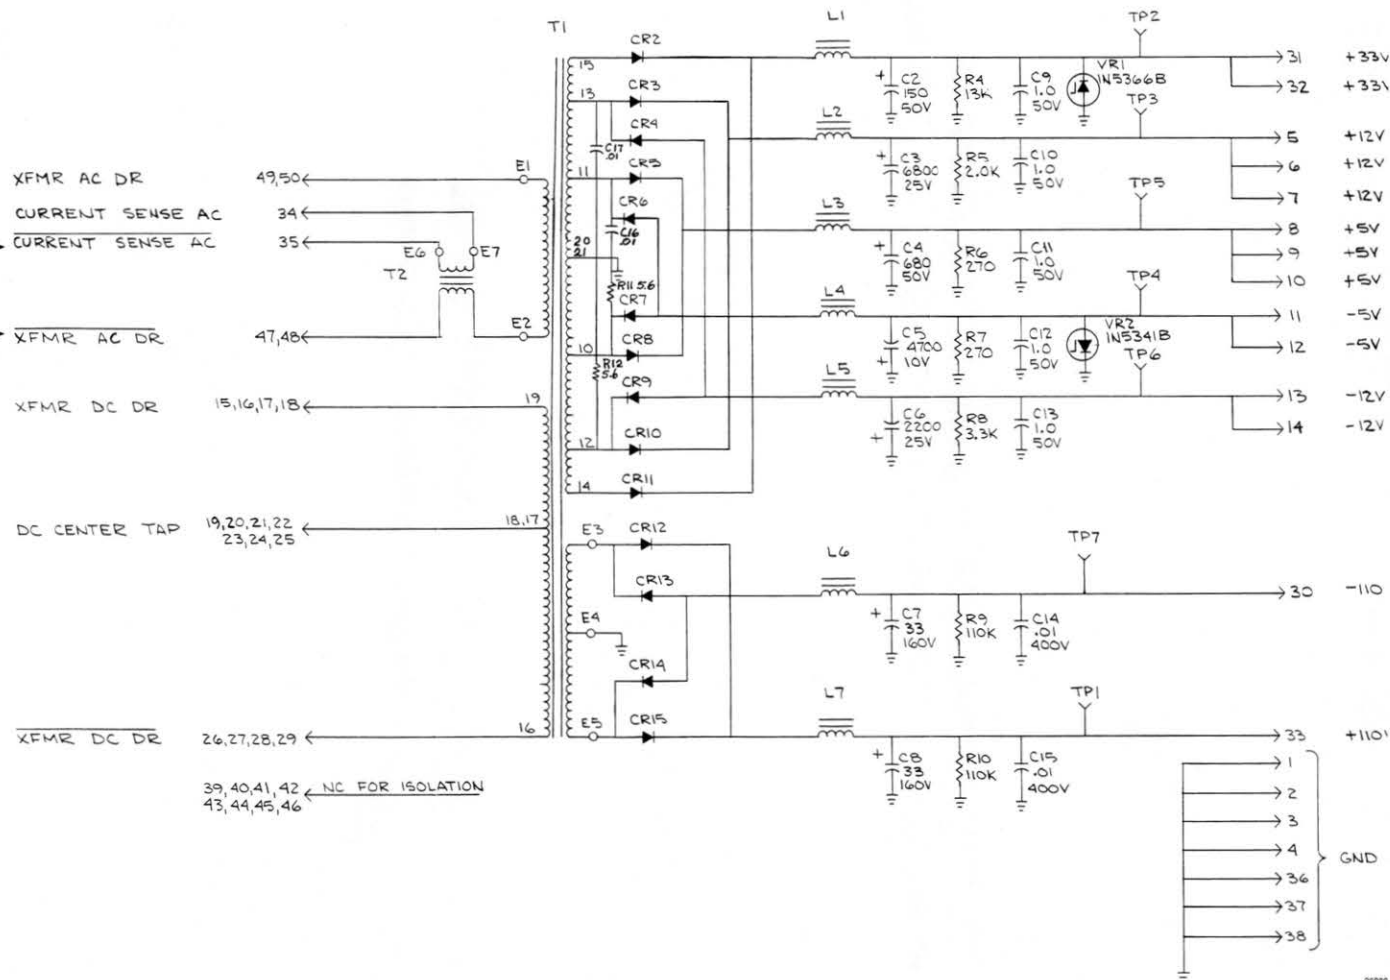 T1
L1
TP2
CR2
15
31 +33V
C2 150 50V
R4 13K
C9 1.0 50V
VR1 1N5366B
32 +33V
13
CR3
TP3
L2
CR4
5 +12V
C17 .01
C3 6800 25V
R5 2.0K
C10 1.0 50V
6 +12V
XFMR AC DR 49,50
E1
11
CR5
TP5
7 +12V
CURRENT SENSE AC 34
CR6
L3
8 +5V
C16 .01
CURRENT SENSE AC 35
E6
E7
20
21
C4 680 50V
R6 270
C11 1.0 50V
9 +5V
T2
TP4
10 +5V
R11 5.6
CR7
L4
11 -5V
XFMR AC DR 47,48
E2
CR8
C5 4700 10V
R7 270
C12 1.0 50V
VR2 1N5341B
12 -5V
10
R12 5.6
TP6
CR9
L5
13 -12V
XFMR DC DR 15,16,17,18
19
C6 2200 25V
R8 3.3K
C13 1.0 50V
14 -12V
12
CR10
14
CR11
DC CENTER TAP 19,20,21,22
23,24,25
18,17
E3
CR12
TP7
CR13
L6
30 -110
E4
C7 33 160V
R9 110K
C14 .01 400V
CR14
L7
TP1
XFMR DC DR 26,27,28,29
16
E5
CR15
33 +110
C8 33 160V
R10 110K
C15 .01 400V
39,40,41,42 NC FOR ISOLATION
43,44,45,46
1
2
3
4
GND
36
37
38